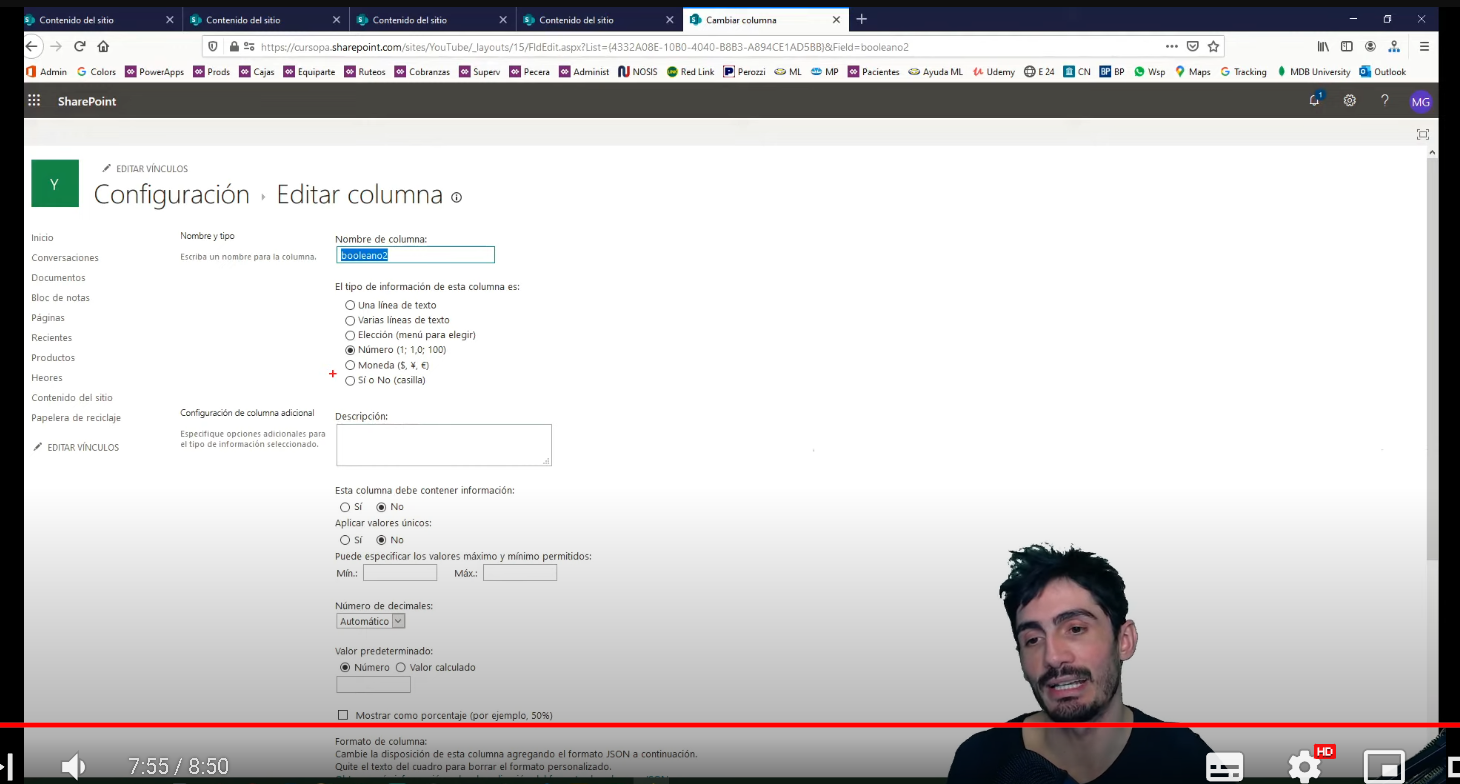 Contenido del sitio
Contenido del sitio
Contenido del sitio
Contenido del sitio
Cambiar columna
https://cursopa.sharepoint.com/sites/YouTube/_layouts/15/FldEdit.aspx?List={4332A08E-10B0-4040-B8B3-A894CE1AD5BB}&Field=booleano2
Admin Colors PowerApps Prods Cajas Equiparte Ruteos Cobranzas Superv Pecera Administ NOSIS Red Link Perozzi ML MP Pacientes Ayuda ML Udemy E 24 CN BP BP Wsp Maps Tracking MDB University Outlook
SharePoint
1
?
MG
Y
EDITAR VÍNCULOS
Configuración › Editar columna
Inicio
Conversaciones
Documentos
Bloc de notas
Páginas
Recientes
Productos
Heores
Contenido del sitio
Papelera de reciclaje
EDITAR VÍNCULOS
Nombre y tipo
Escriba un nombre para la columna.
Nombre de columna:
booleano2
El tipo de información de esta columna es:
Una línea de texto
Varias líneas de texto
Elección (menú para elegir)
Número (1; 1,0; 100)
Moneda ($, ¥, €)
Sí o No (casilla)
Configuración de columna adicional
Especifique opciones adicionales para
el tipo de información seleccionado.
Descripción:
Esta columna debe contener información:
Sí No
Aplicar valores únicos:
Sí No
Puede especificar los valores máximo y mínimo permitidos:
Mín.: Máx.:
Número de decimales:
Automático
Valor predeterminado:
Número Valor calculado
Mostrar como porcentaje (por ejemplo, 50%)
Formato de columna:
Cambie la disposición de esta columna agregando el formato JSON a continuación.
Quite el texto del cuadro para borrar el formato personalizado.
7:55 / 8:50
HD